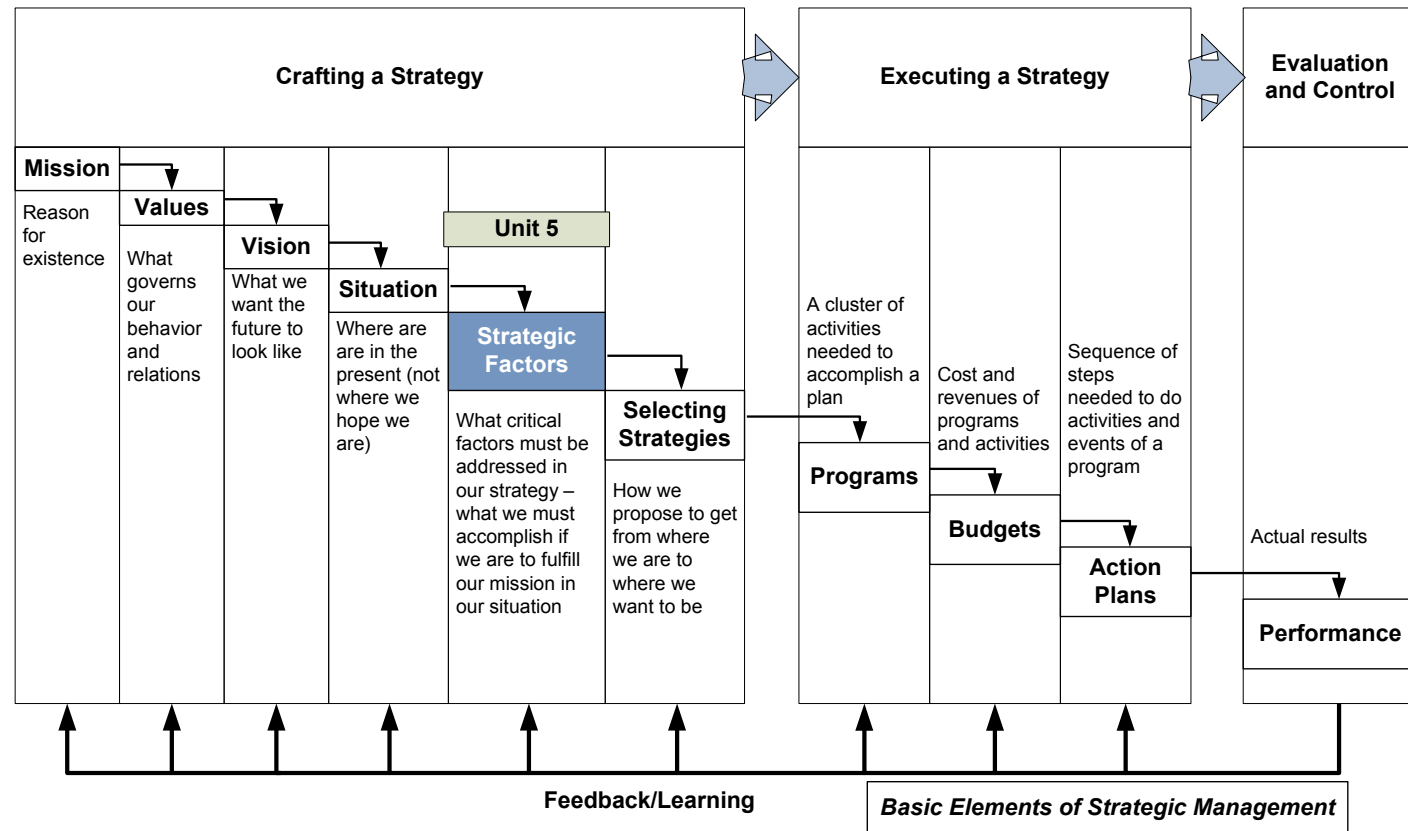 Crafting a Strategy
Executing a Strategy
Evaluation
and Control
Mission
Reason
for
existence
Values
What
governs
our
behavior
and
relations
Vision
What we
want the
future to
look like
Situation
Where are
are in the
present (not
where we
hope we
are)
Unit 5
Strategic
Factors
What critical
factors must be
addressed in
our strategy –
what we must
accomplish if
we are to fulfill
our mission in
our situation
Selecting
Strategies
How we
propose to get
from where
we are to
where we
want to be
A cluster of
activities
needed to
accomplish a
plan
Programs
Cost and
revenues of
programs
and activities
Budgets
Sequence of
steps
needed to do
activities and
events of a
program
Action
Plans
Actual results
Performance
Feedback/Learning
Basic Elements of Strategic Management